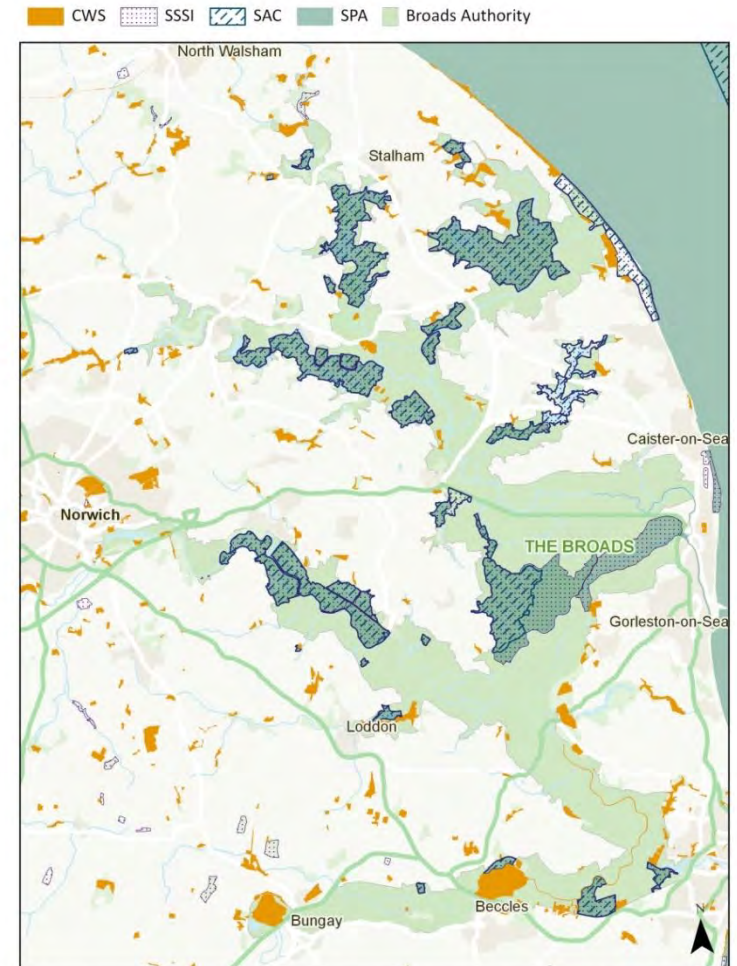 CWS SSSI SAC SPA Broads Authority
North Walsham
Stalham
Caister-on-Sea
Norwich
THE BROADS
Gorleston-on-Sea
Loddon
Beccles
Bungay
N